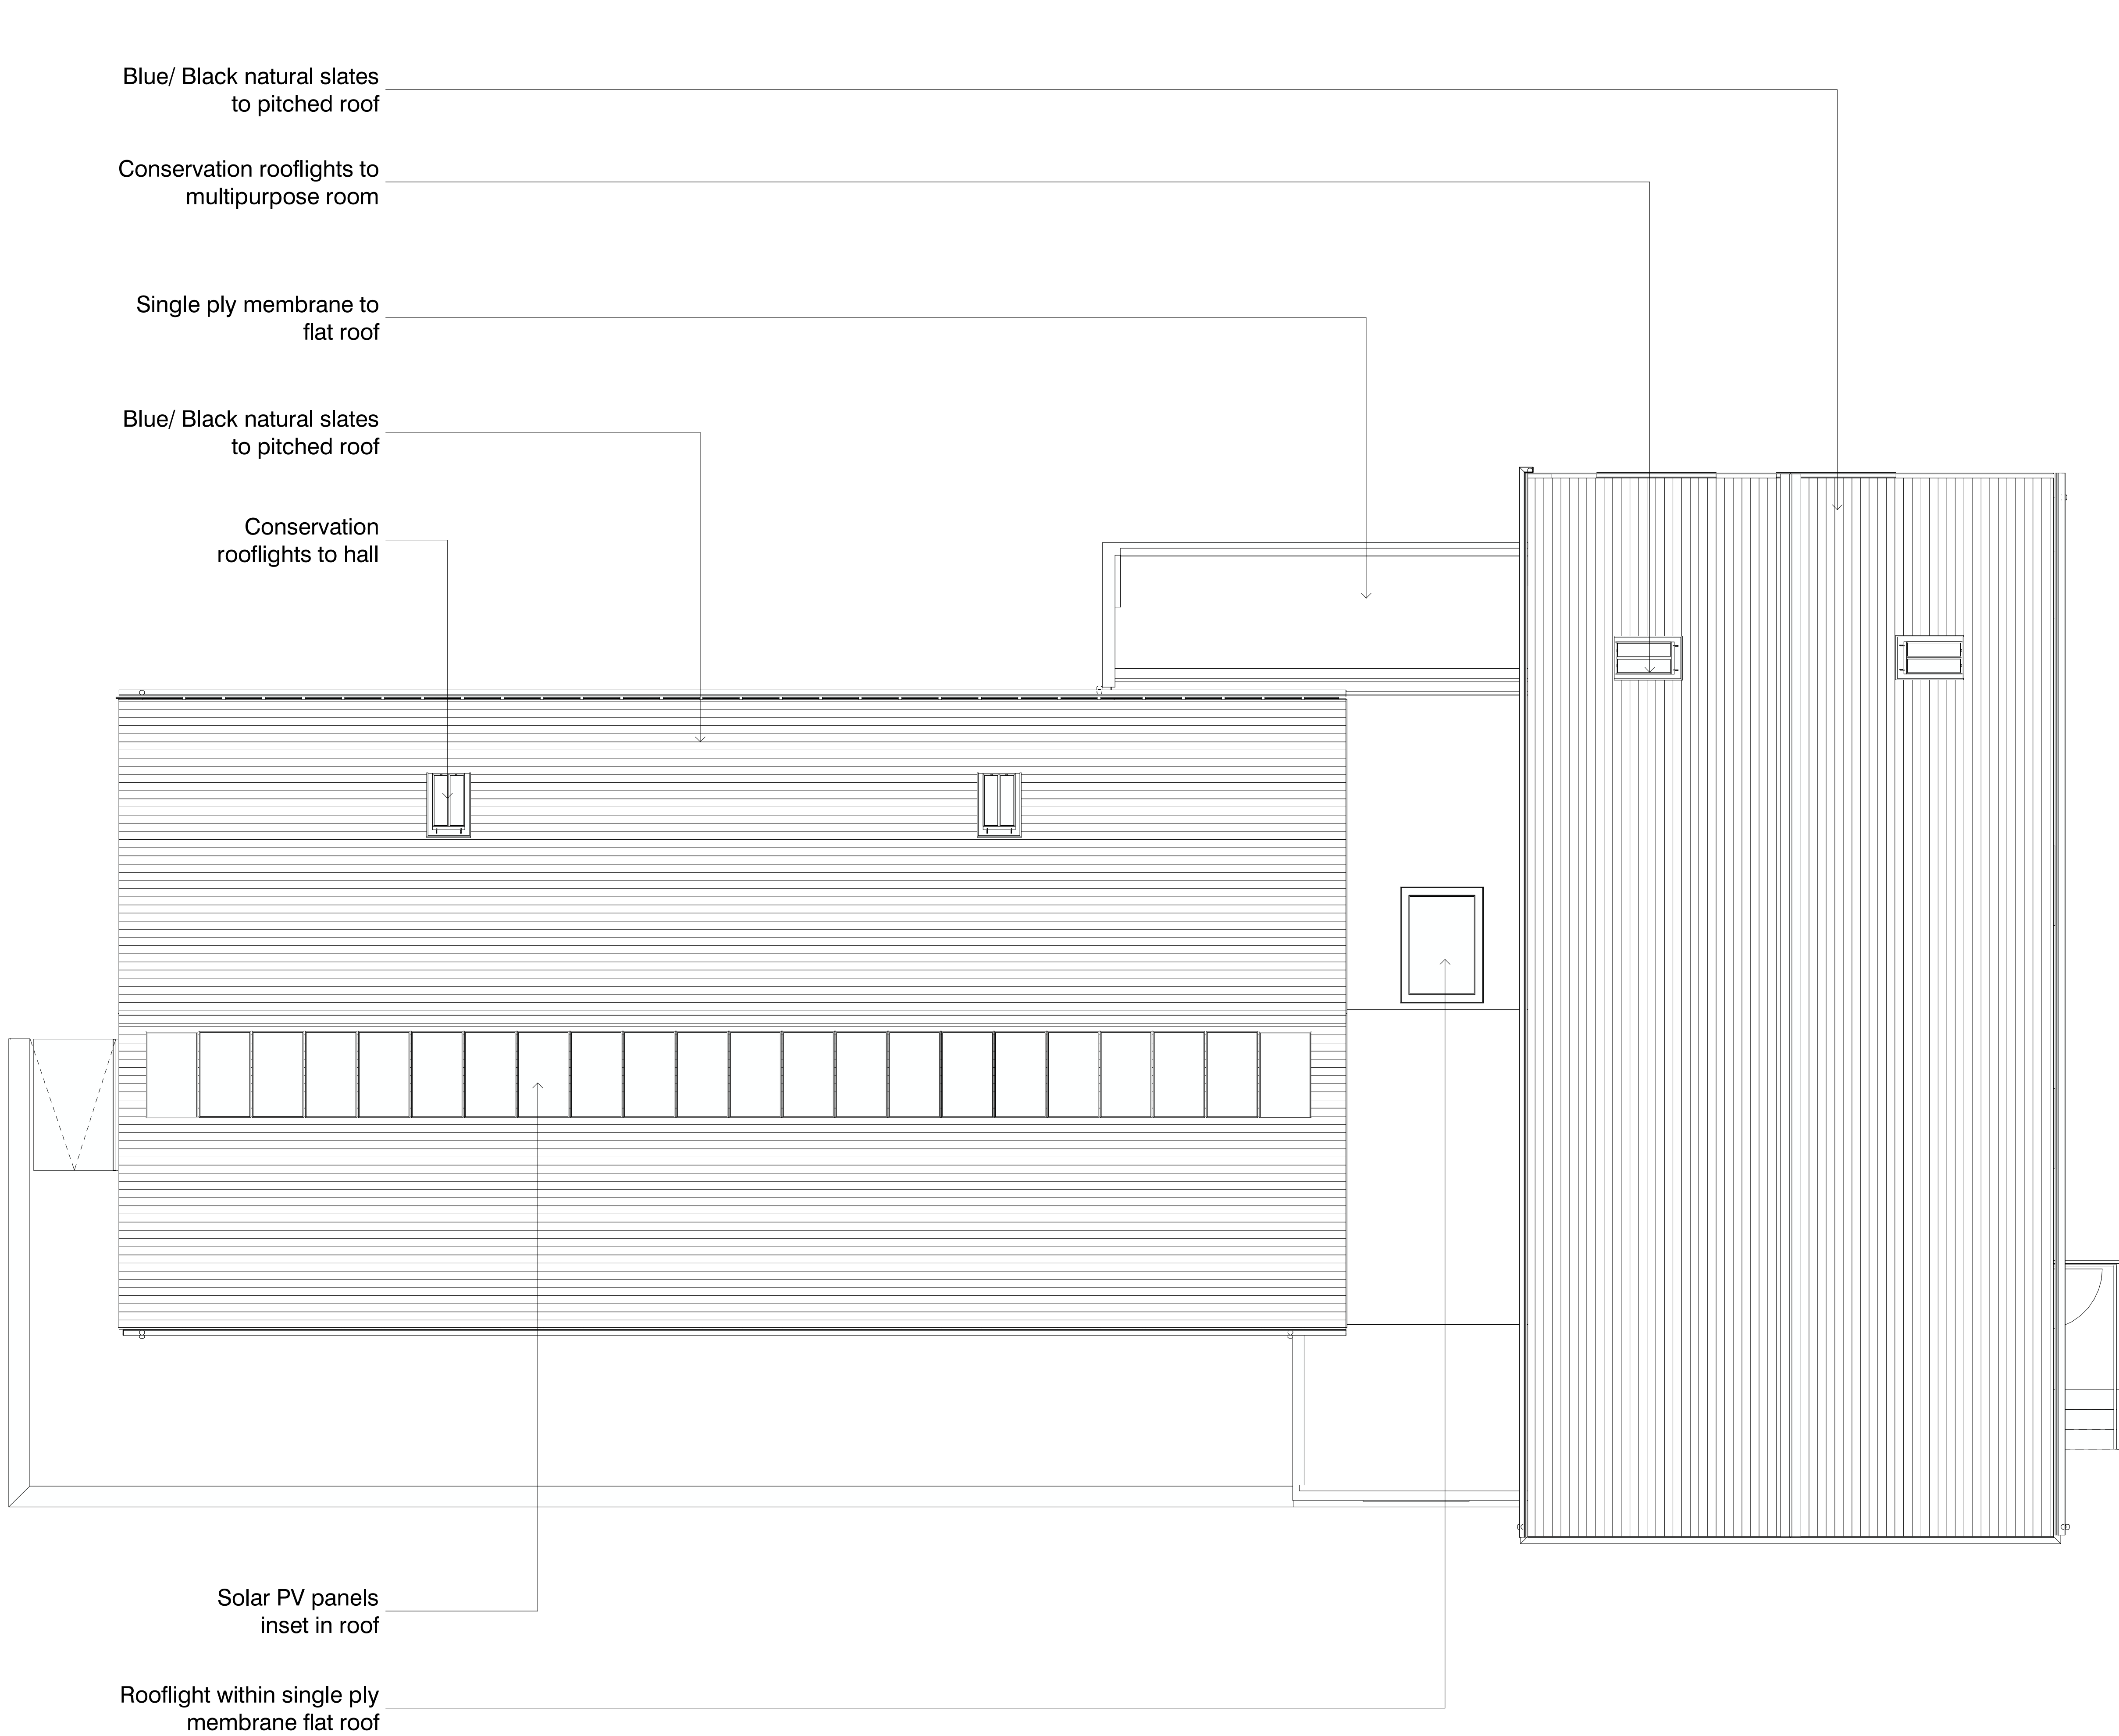 Blue/ Black natural slates
to pitched roof
Conservation rooflights to
multipurpose room
Single ply membrane to
flat roof
Blue/ Black natural slates
to pitched roof
Conservation
rooflights to hall
Solar PV panels
inset in roof
Rooflight within single ply
membrane flat roof